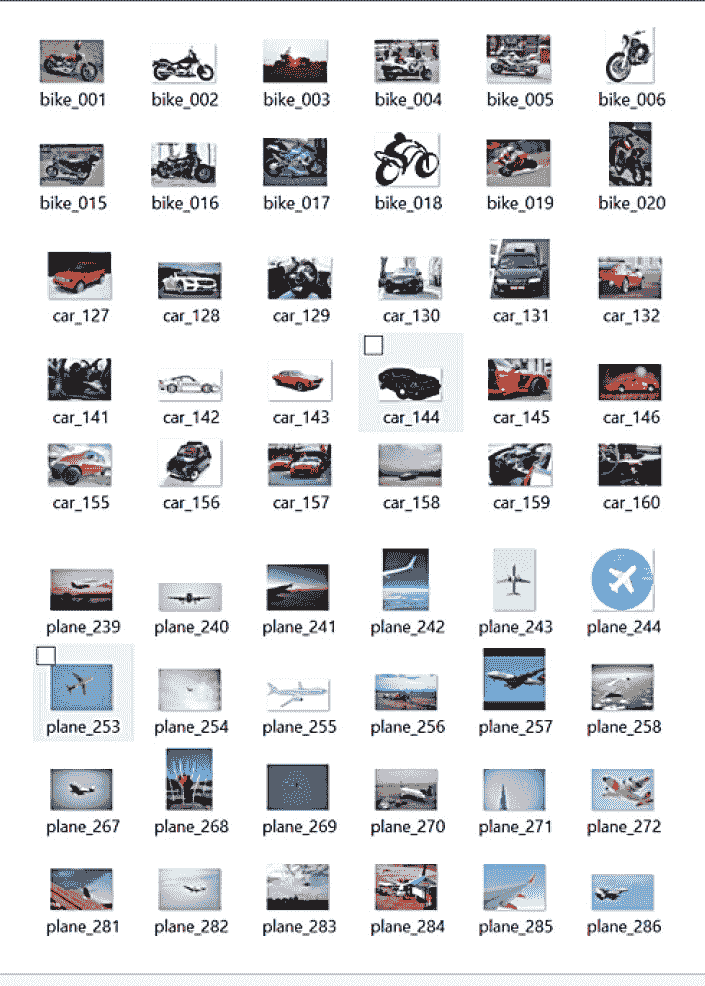 bike_001 bike_002 bike_003 bike_004 bike_005 bike_006
bike_015 bike_016 bike_017 bike_018 bike_019 bike_020
car_127 car_128 car_129 car_130 car_131 car_132
car_141 car_142 car_143 car_144 car_145 car_146
car_155 car_156 car_157 car_158 car_159 car_160
plane_239 plane_240 plane_241 plane_242 plane_243 plane_244
plane_253 plane_254 plane_255 plane_256 plane_257 plane_258
plane_267 plane_268 plane_269 plane_270 plane_271 plane_272
plane_281 plane_282 plane_283 plane_284 plane_285 plane_286